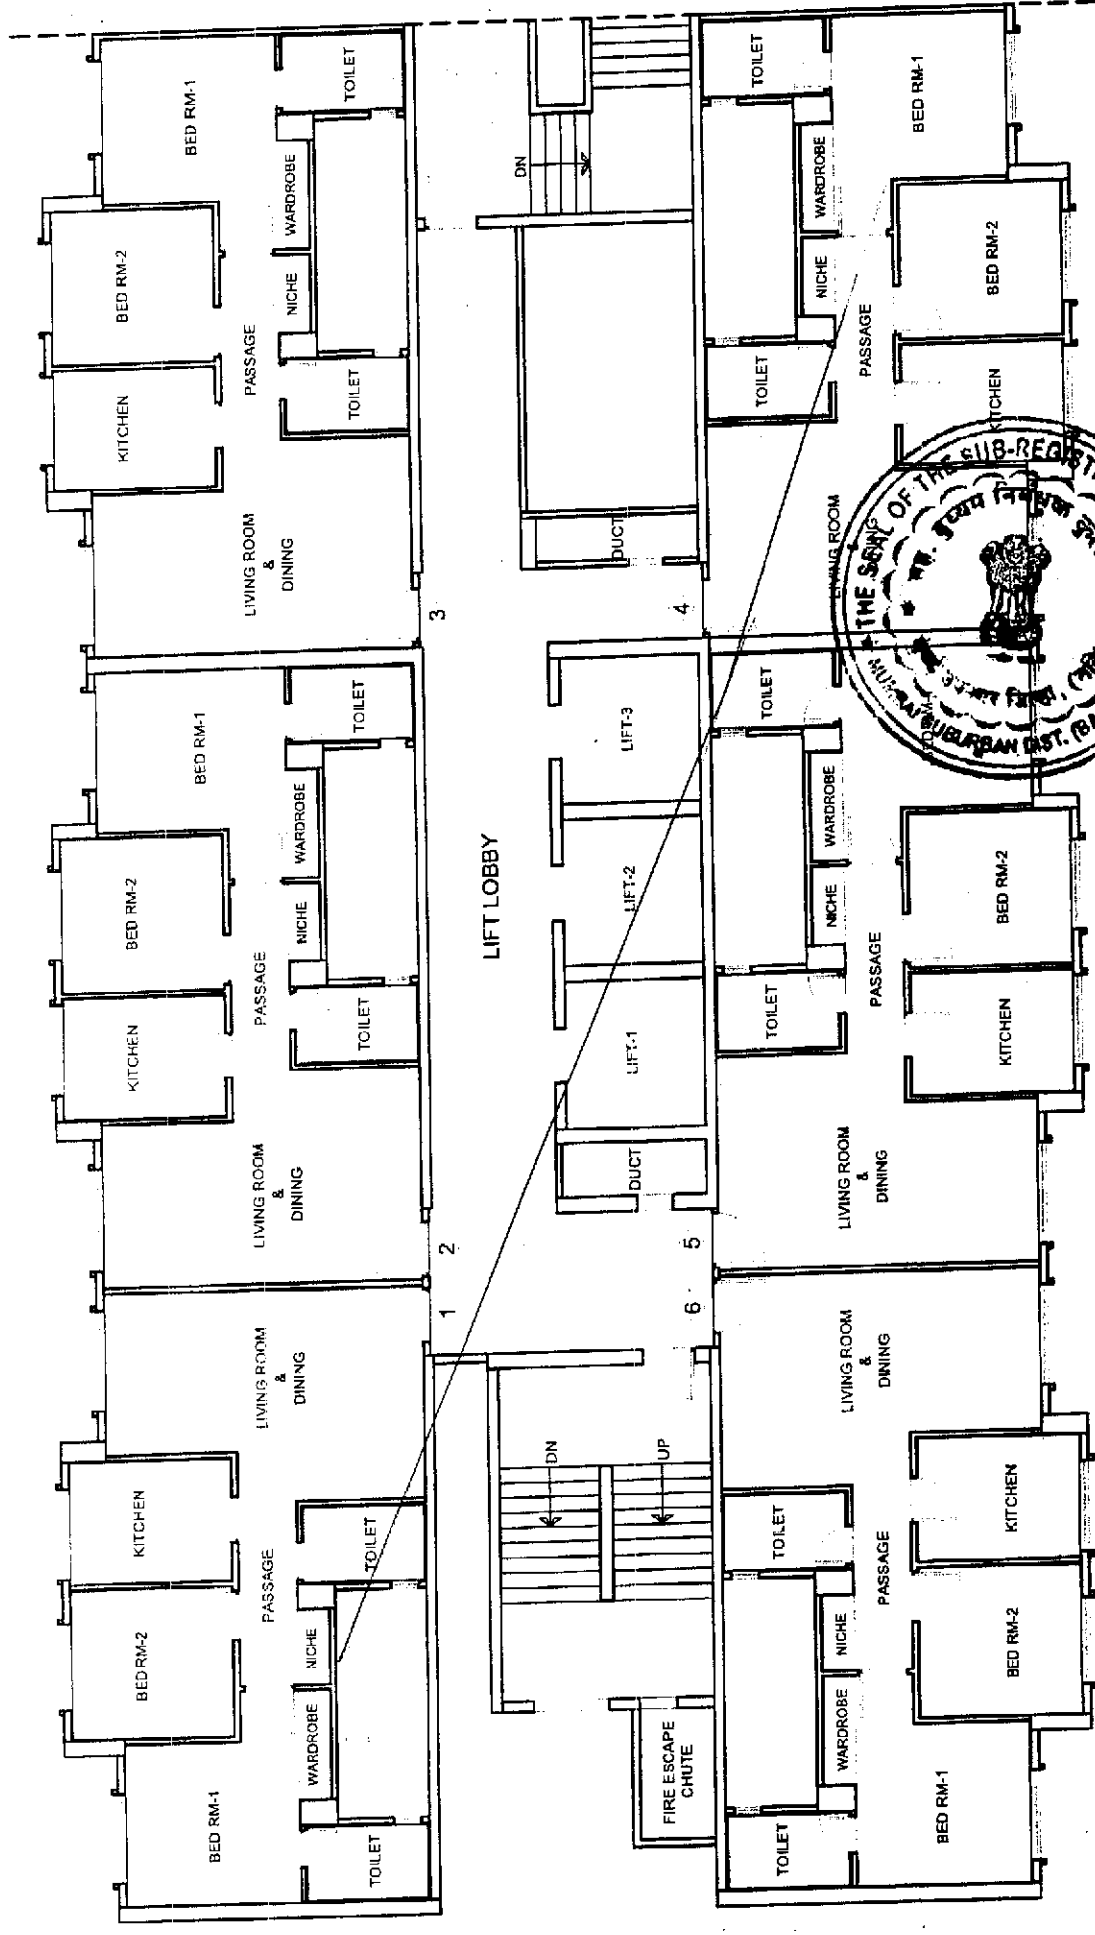 BED RM-1
BED RM-2
KITCHEN
LIVING ROOM
&
DINING
PASSAGE
WARDROBE
NICHE
TOILET
TOILET
1
LIVING ROOM
&
DINING
KITCHEN
BED RM-2
BED RM-1
PASSAGE
NICHE
WARDROBE
TOILET
TOILET
2
LIVING ROOM
&
DINING
KITCHEN
BED RM-2
BED RM-1
PASSAGE
NICHE
WARDROBE
TOILET
TOILET
3
LIFT LOBBY
DN
UP
FIRE ESCAPE
CHUTE
DUCT
LIFT-1
LIFT-2
LIFT-3
DUCT
DN
6
TOILET
TOILET
WARDROBE
NICHE
PASSAGE
LIVING ROOM
&
DINING
BED RM-1
BED RM-2
KITCHEN
5
TOILET
TOILET
NICHE
WARDROBE
PASSAGE
LIVING ROOM
&
DINING
KITCHEN
BED RM-2
4
TOILET
TOILET
NICHE
WARDROBE
PASSAGE
LIVING ROOM
KITCHEN
BED RM-2
BED RM-1
THE SEAL OF THE SUB-REGIST
MUMBAI SUBURBAN DIST. (BA